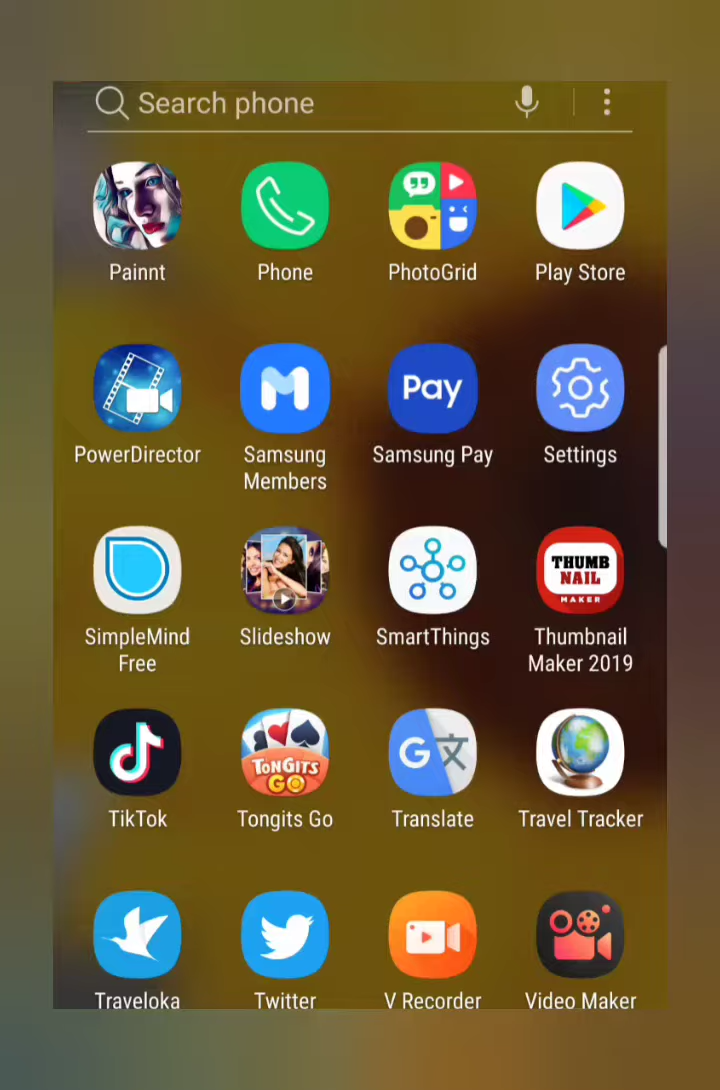 Search phone
Painnt
Phone
PhotoGrid
Play Store
Pay
PowerDirector
Samsung
Members
Samsung Pay
Settings
THUMB
NAIL
MAKER
SimpleMind
Free
Slideshow
SmartThings
Thumbnail
Maker 2019
TONGITS
GO
G文
TikTok
Tongits Go
Translate
Travel Tracker
Traveloka
Twitter
V Recorder
Video Maker